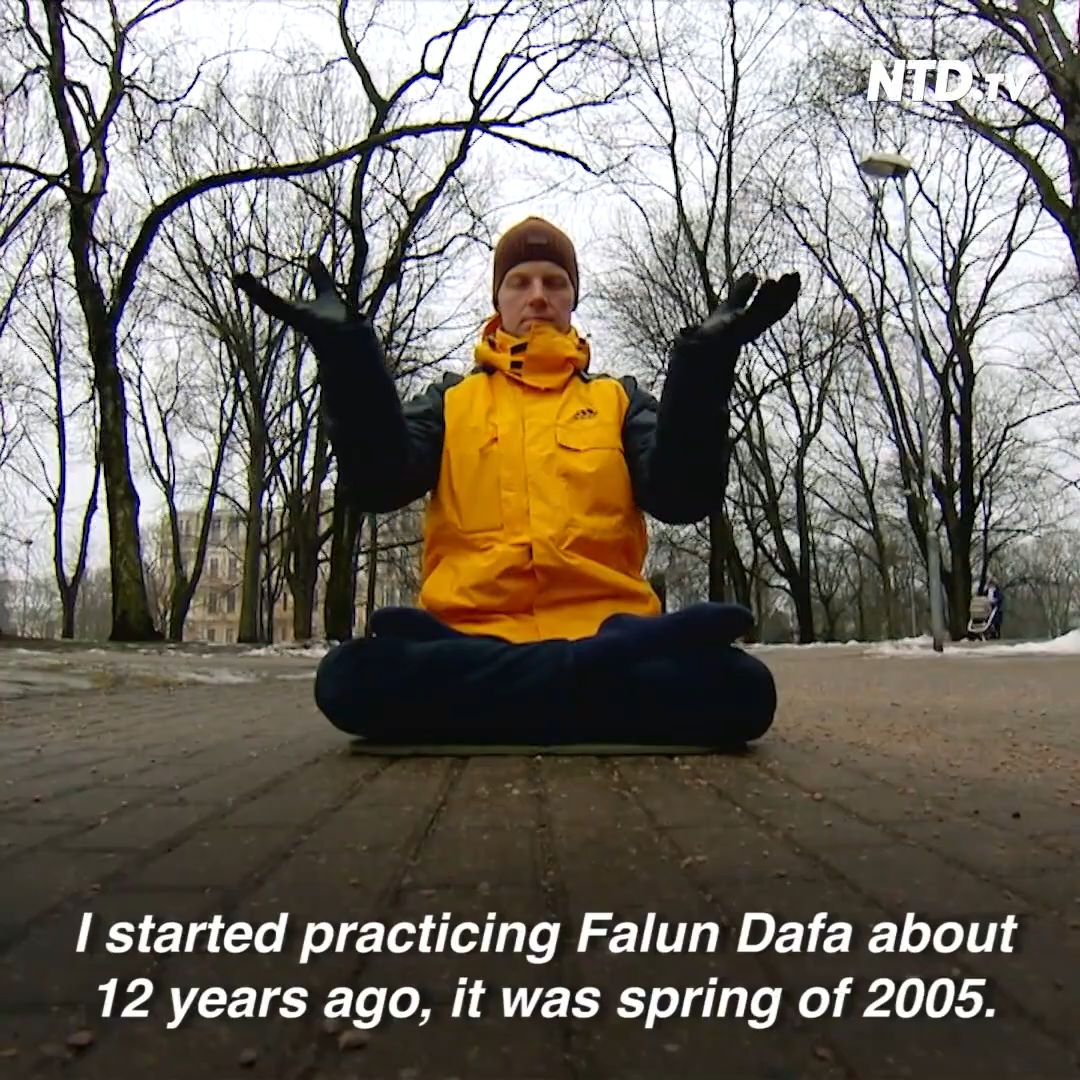 NTD.TV
I started practicing Falun Dafa about
12 years ago, it was spring of 2005.